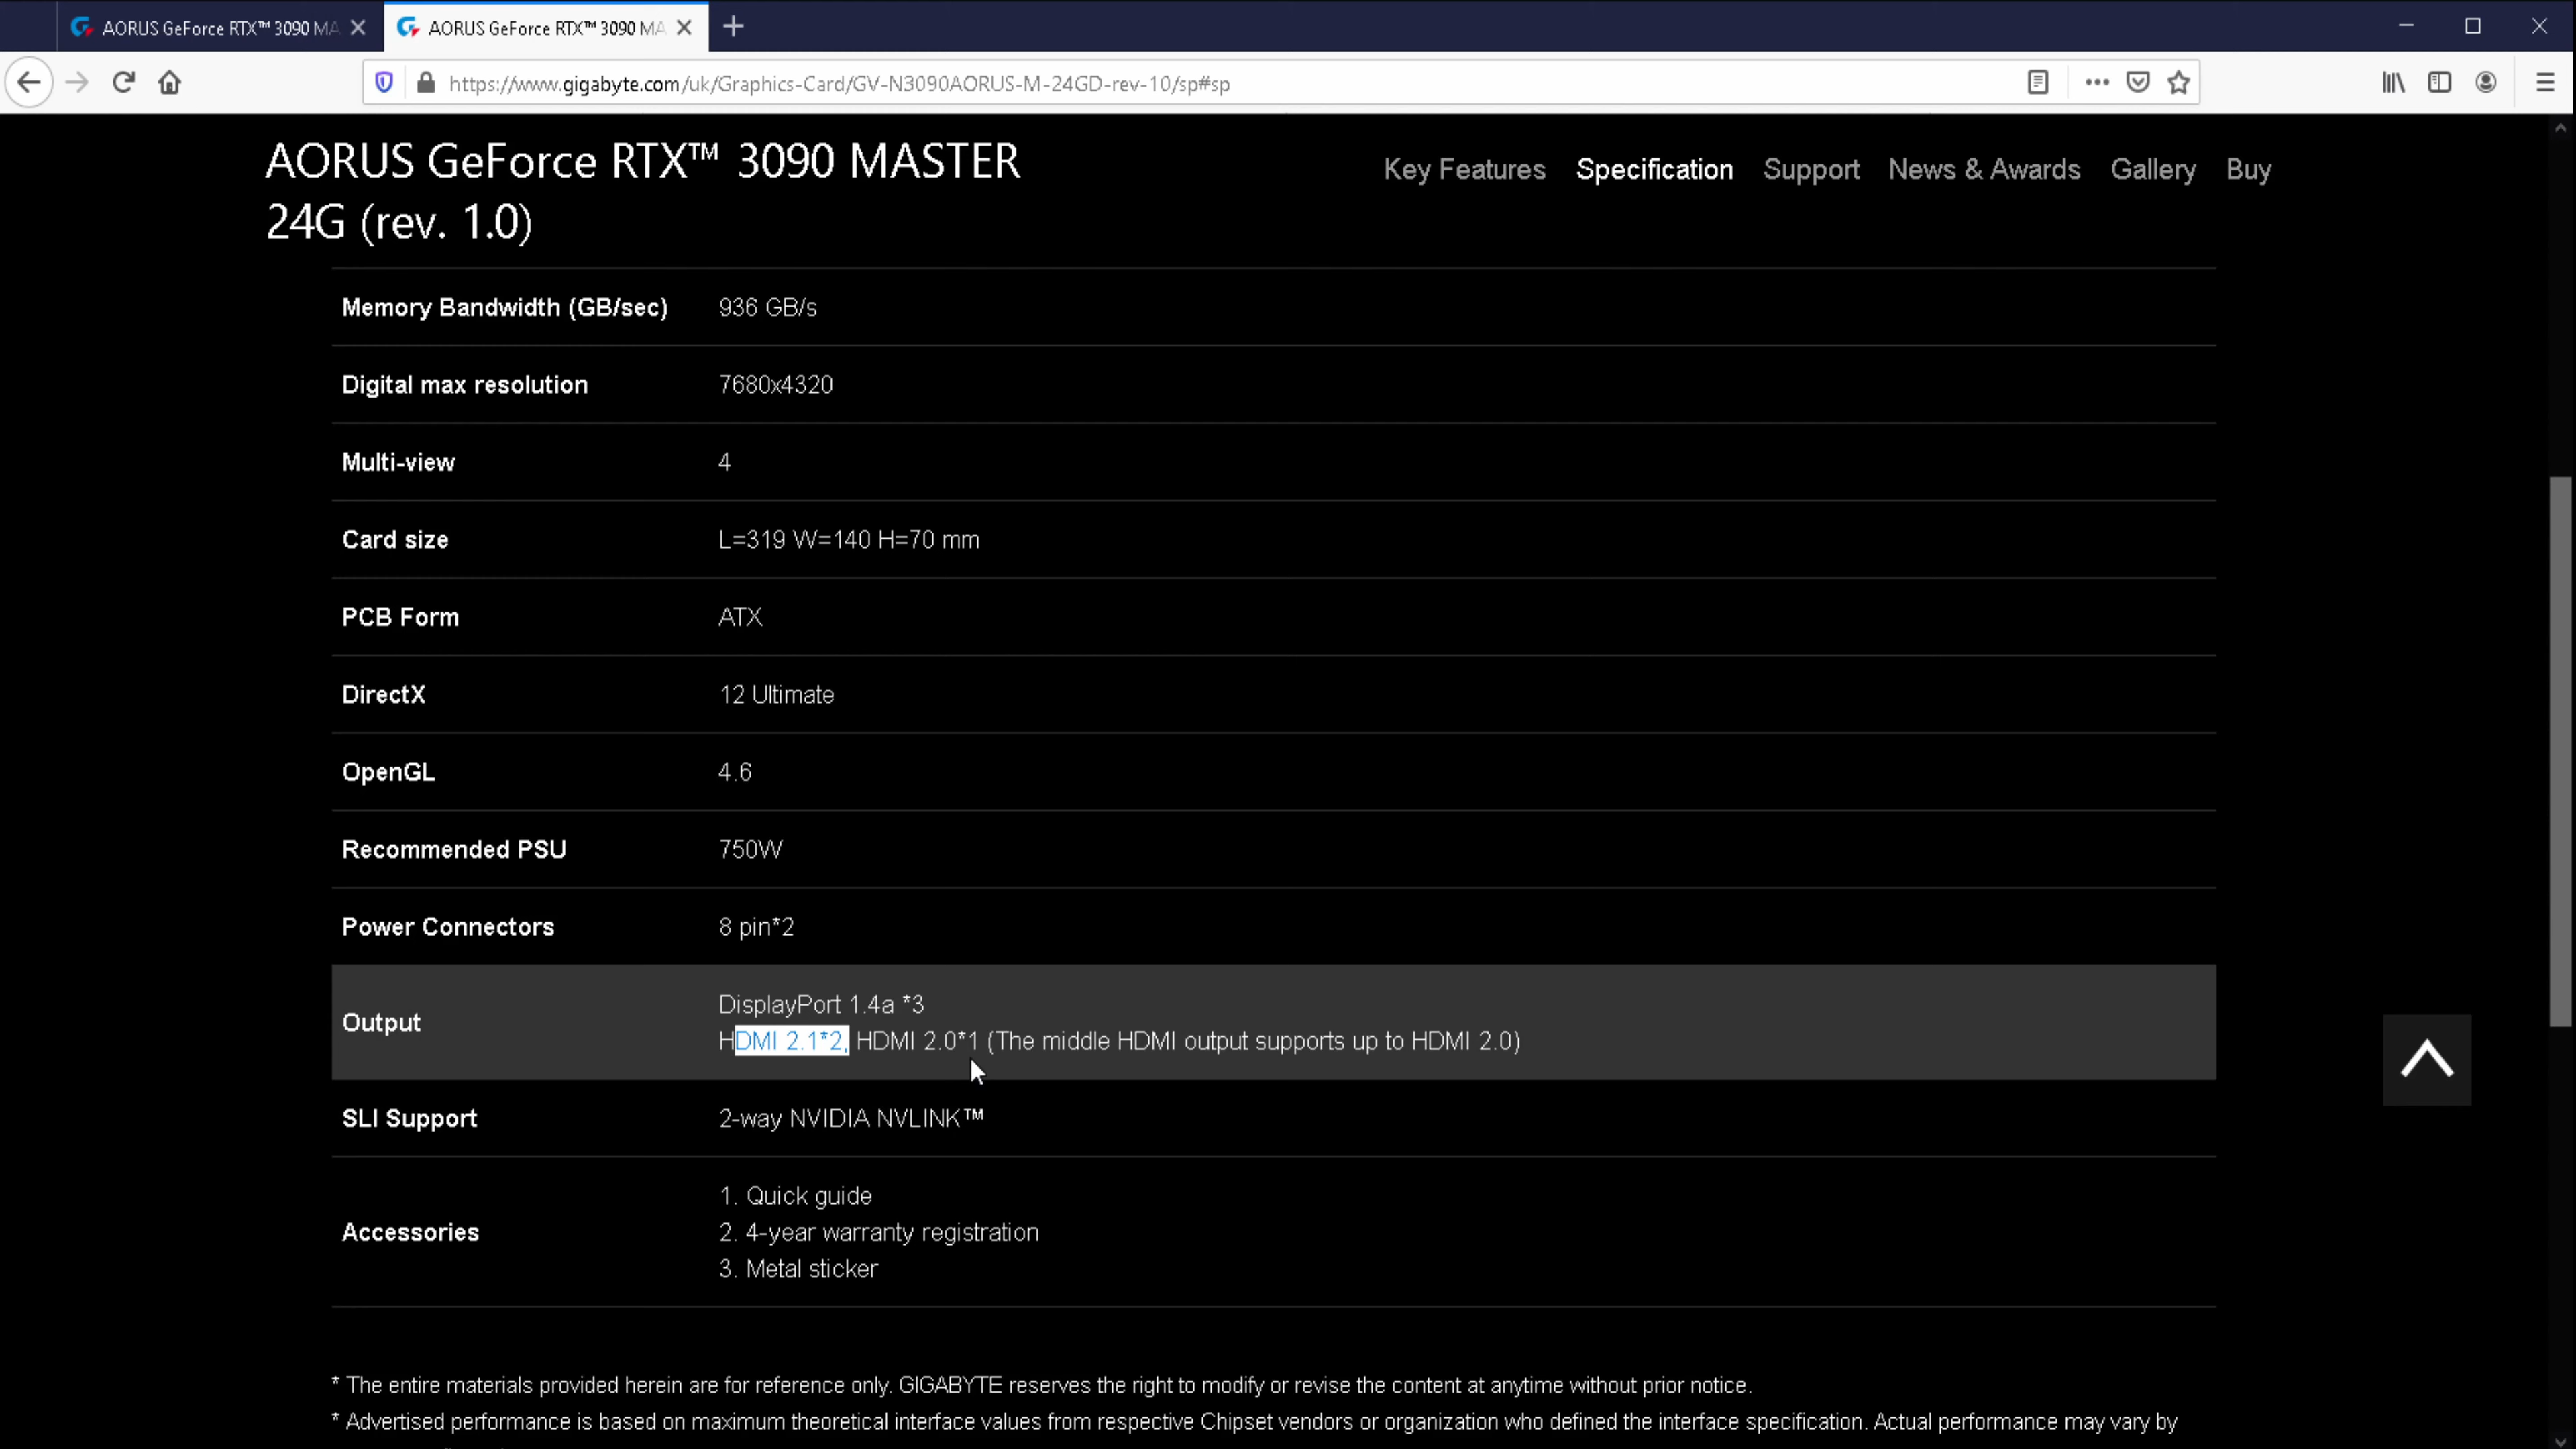 AORUS GeForce RTX™ 3090 MA
AORUS GeForce RTX™ 3090 MA
https://www.gigabyte.com/uk/Graphics-Card/GV-N3090AORUS-M-24GD-rev-10/sp#sp
AORUS GeForce RTX™ 3090 MASTER
24G (rev. 1.0)
Key Features Specification Support News & Awards Gallery Buy
Memory Bandwidth (GB/sec) 936 GB/s
Digital max resolution 7680x4320
Multi-view 4
Card size L=319 W=140 H=70 mm
PCB Form ATX
DirectX 12 Ultimate
OpenGL 4.6
Recommended PSU 750W
Power Connectors 8 pin*2
Output DisplayPort 1.4a *3
HDMI 2.1*2, HDMI 2.0*1 (The middle HDMI output supports up to HDMI 2.0)
SLI Support 2-way NVIDIA NVLINK™
Accessories 1. Quick guide
2. 4-year warranty registration
3. Metal sticker
* The entire materials provided herein are for reference only. GIGABYTE reserves the right to modify or revise the content at anytime without prior notice.
* Advertised performance is based on maximum theoretical interface values from respective Chipset vendors or organization who defined the interface specification. Actual performance may vary by